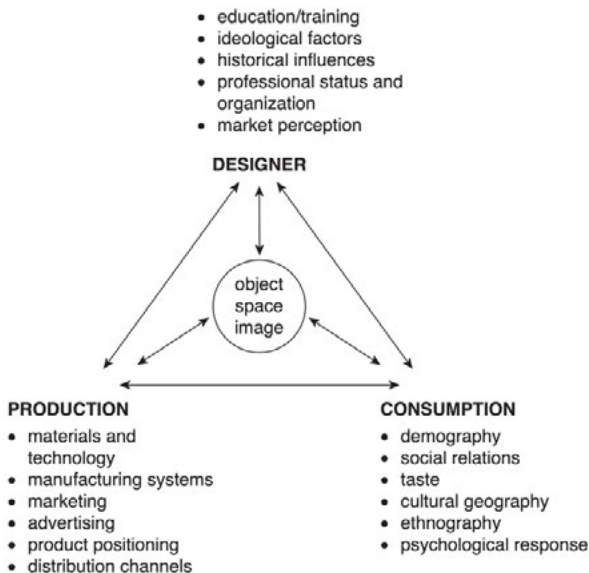 • education/training
• ideological factors
• historical influences
• professional status and
organization
• market perception
DESIGNER
object
space
image
PRODUCTION
• materials and
technology
• manufacturing systems
• marketing
• advertising
• product positioning
• distribution channels
CONSUMPTION
• demography
• social relations
• taste
• cultural geography
• ethnography
• psychological response